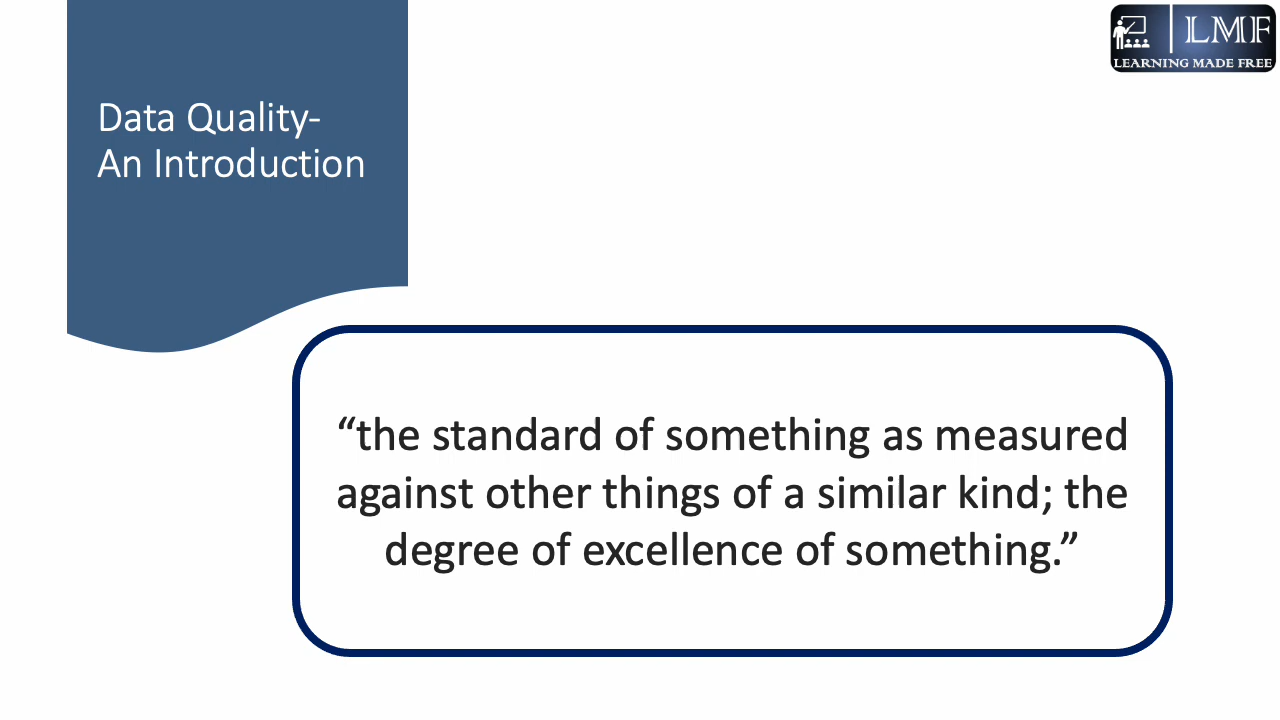 LMF
LEARNING MADE FREE
Data Quality-
An Introduction
“the standard of something as measured
against other things of a similar kind; the
degree of excellence of something.”